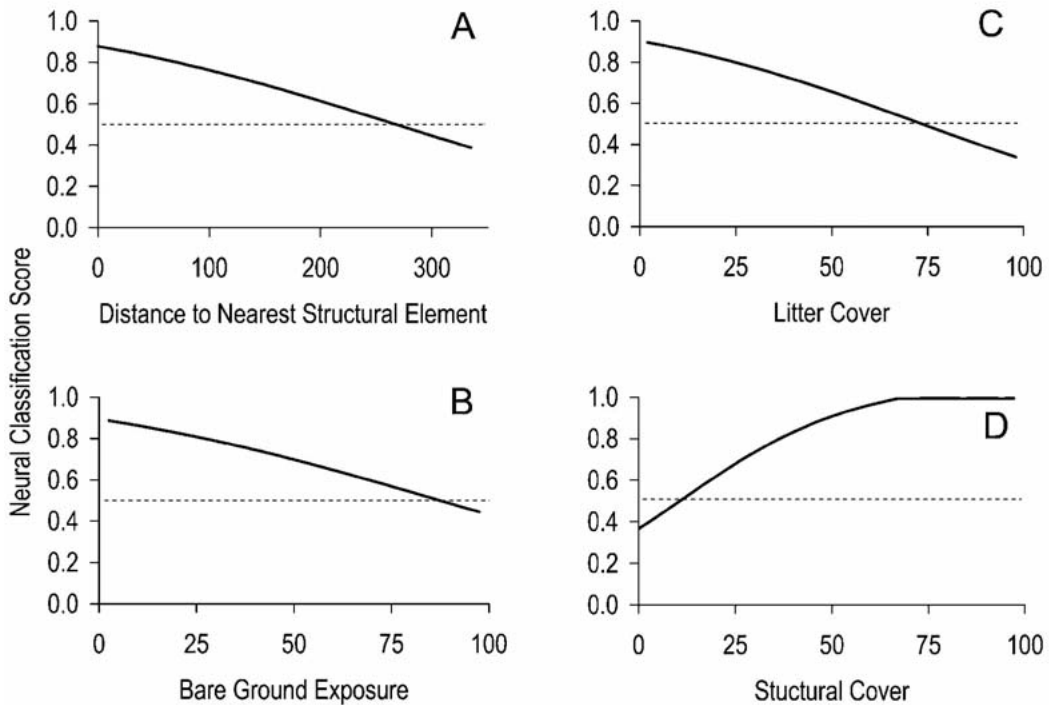 Neural Classification Score
A
1.0
0.8
0.6
0.4
0.2
0.0
0 100 200 300
Distance to Nearest Structural Element
C
1.0
0.8
0.6
0.4
0.2
0.0
0 25 50 75 100
Litter Cover
B
1.0
0.8
0.6
0.4
0.2
0.0
0 25 50 75 100
Bare Ground Exposure
D
1.0
0.8
0.6
0.4
0.2
0.0
0 25 50 75 100
Stuctural Cover